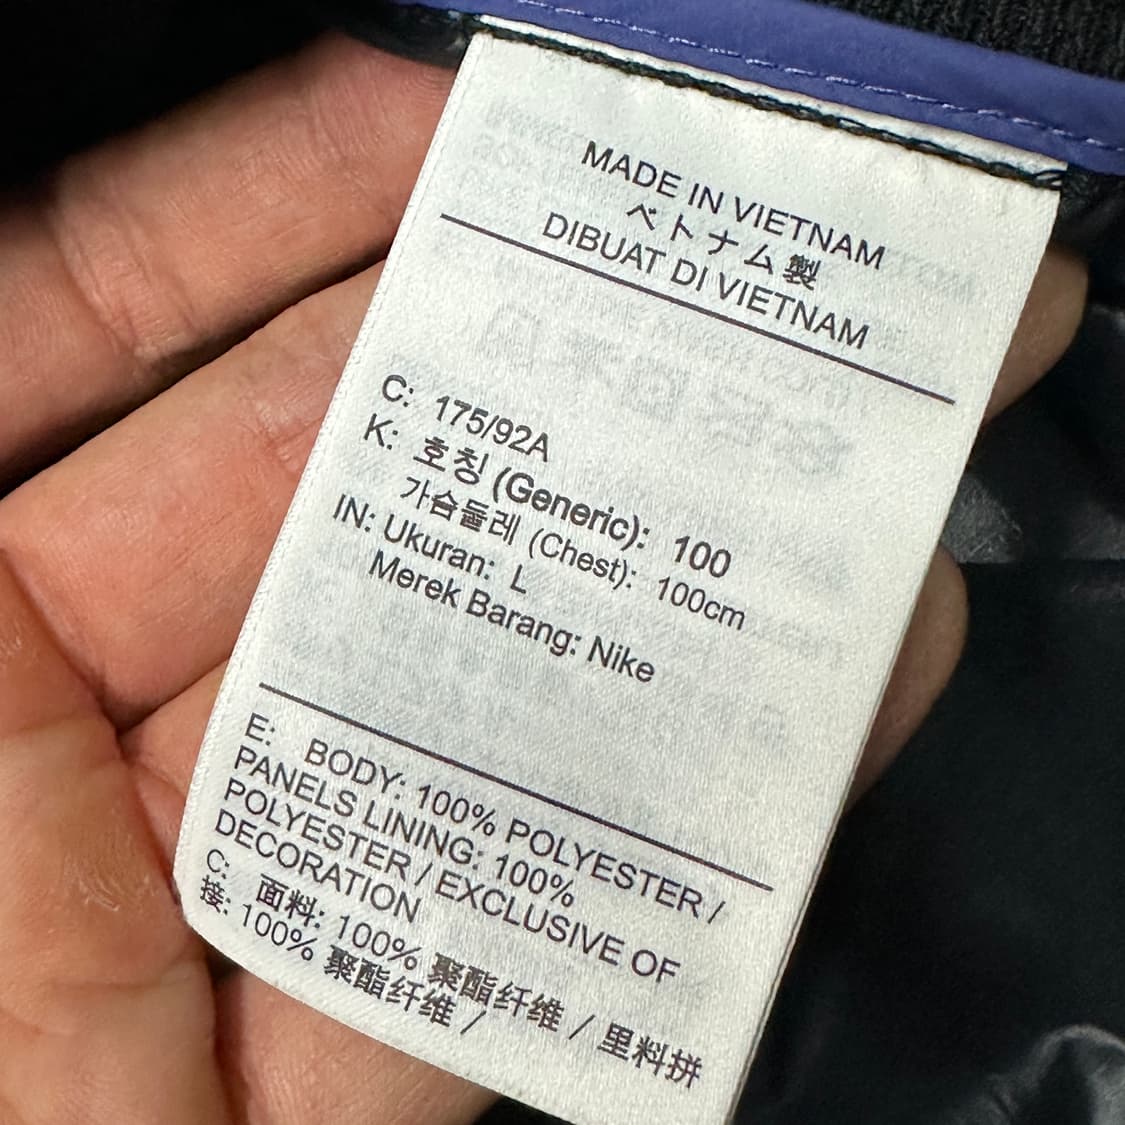 MADE IN VIETNAM
ベトナム製
DIBUAT DI VIETNAM
C: 175/92A
K: 호칭 (Generic): 100
가슴둘레 (Chest): 100cm
IN: Ukuran: L
Merek Barang: Nike
E: BODY: 100% POLYESTER /
PANELS LINING: 100%
POLYESTER / EXCLUSIVE OF
DECORATION
C: 面料: 100% 聚酯纤维 / 里料拼
接: 100% 聚酯纤维 /